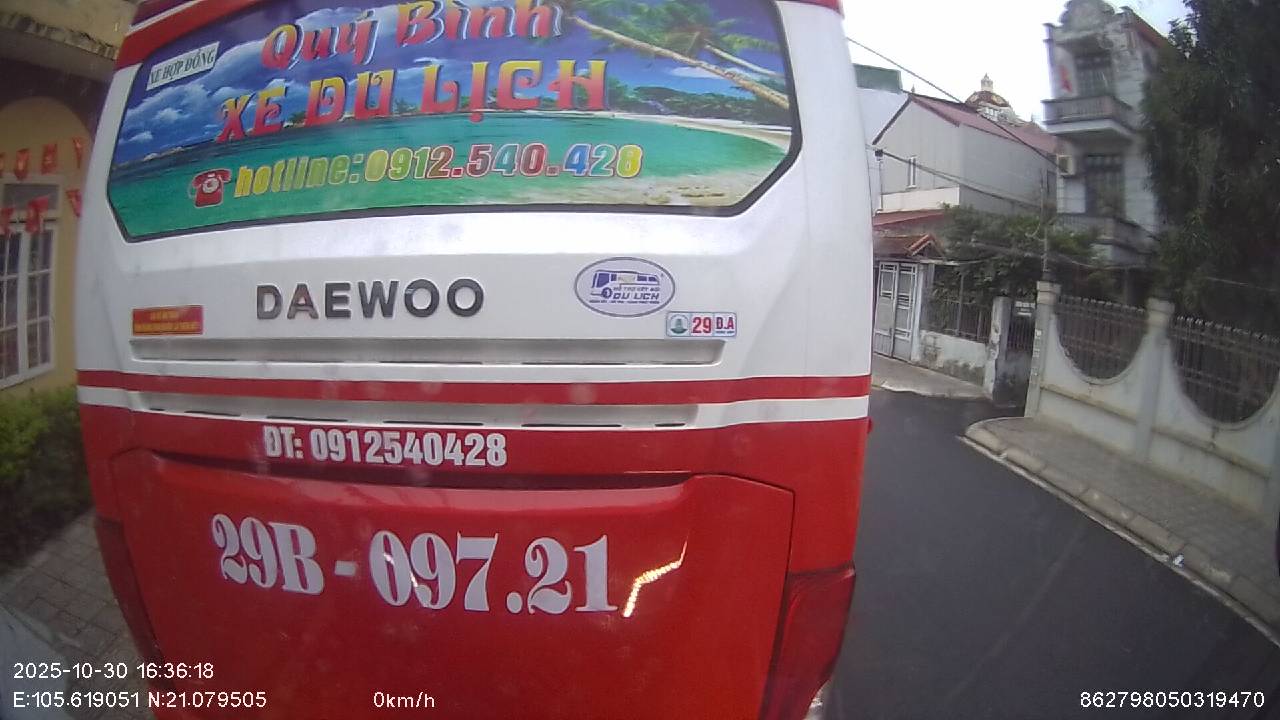 XE HỢP ĐỒNG
Quý Bình
XE DU LỊCH
hotline:0912.540.428
DAEWOO
DU LỊCH
29 Đ.A
ĐT: 0912540428
29B-097.21
2025-10-30 16:36:18
E:105.619051 N:21.079505
0km/h
862798050319470